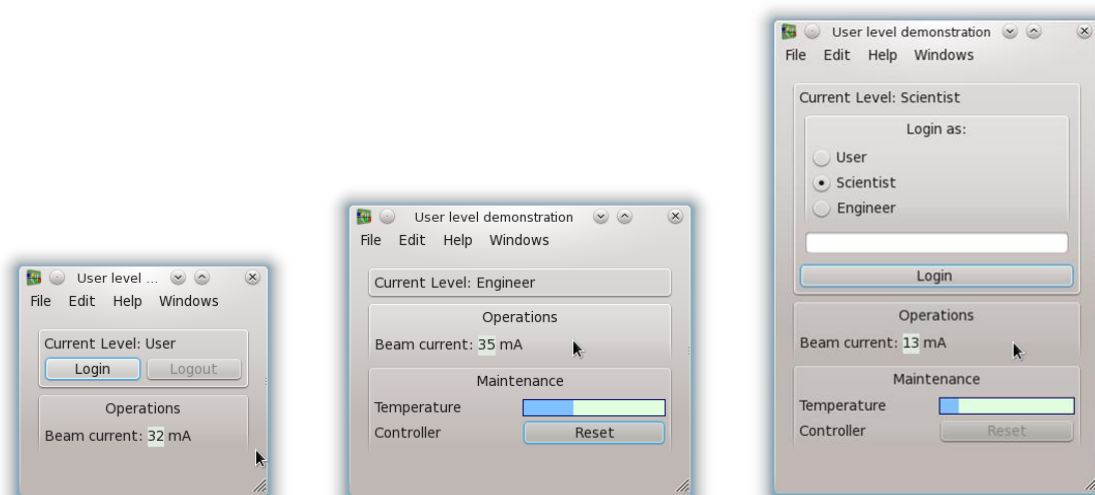 User level ...
File Edit Help Windows
Current Level: User
Login Logout
Operations
Beam current: 32 mA
User level demonstration
File Edit Help Windows
Current Level: Engineer
Operations
Beam current: 35 mA
Maintenance
Temperature
Controller Reset
User level demonstration
File Edit Help Windows
Current Level: Scientist
Login as:
User
Scientist
Engineer
Login
Operations
Beam current: 13 mA
Maintenance
Temperature
Controller Reset